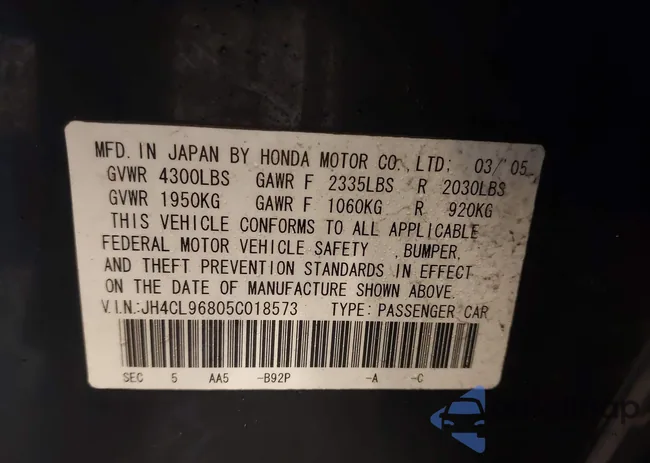 MFD. IN JAPAN BY HONDA MOTOR CO., LTD; 03/ 05
GVWR 4300LBS GAWR F 2335LBS R 2030LBS
GVWR 1950KG GAWR F 1060KG R 920KG
THIS VEHICLE CONFORMS TO ALL APPLICABLE
FEDERAL MOTOR VEHICLE SAFETY , BUMPER,
AND THEFT PREVENTION STANDARDS IN EFFECT
ON THE DATE OF MANUFACTURE SHOWN ABOVE.
V.I.N.:JH4CL96805C018573 TYPE: PASSENGER CAR
SEC 5 AA5 -B92P -A -C